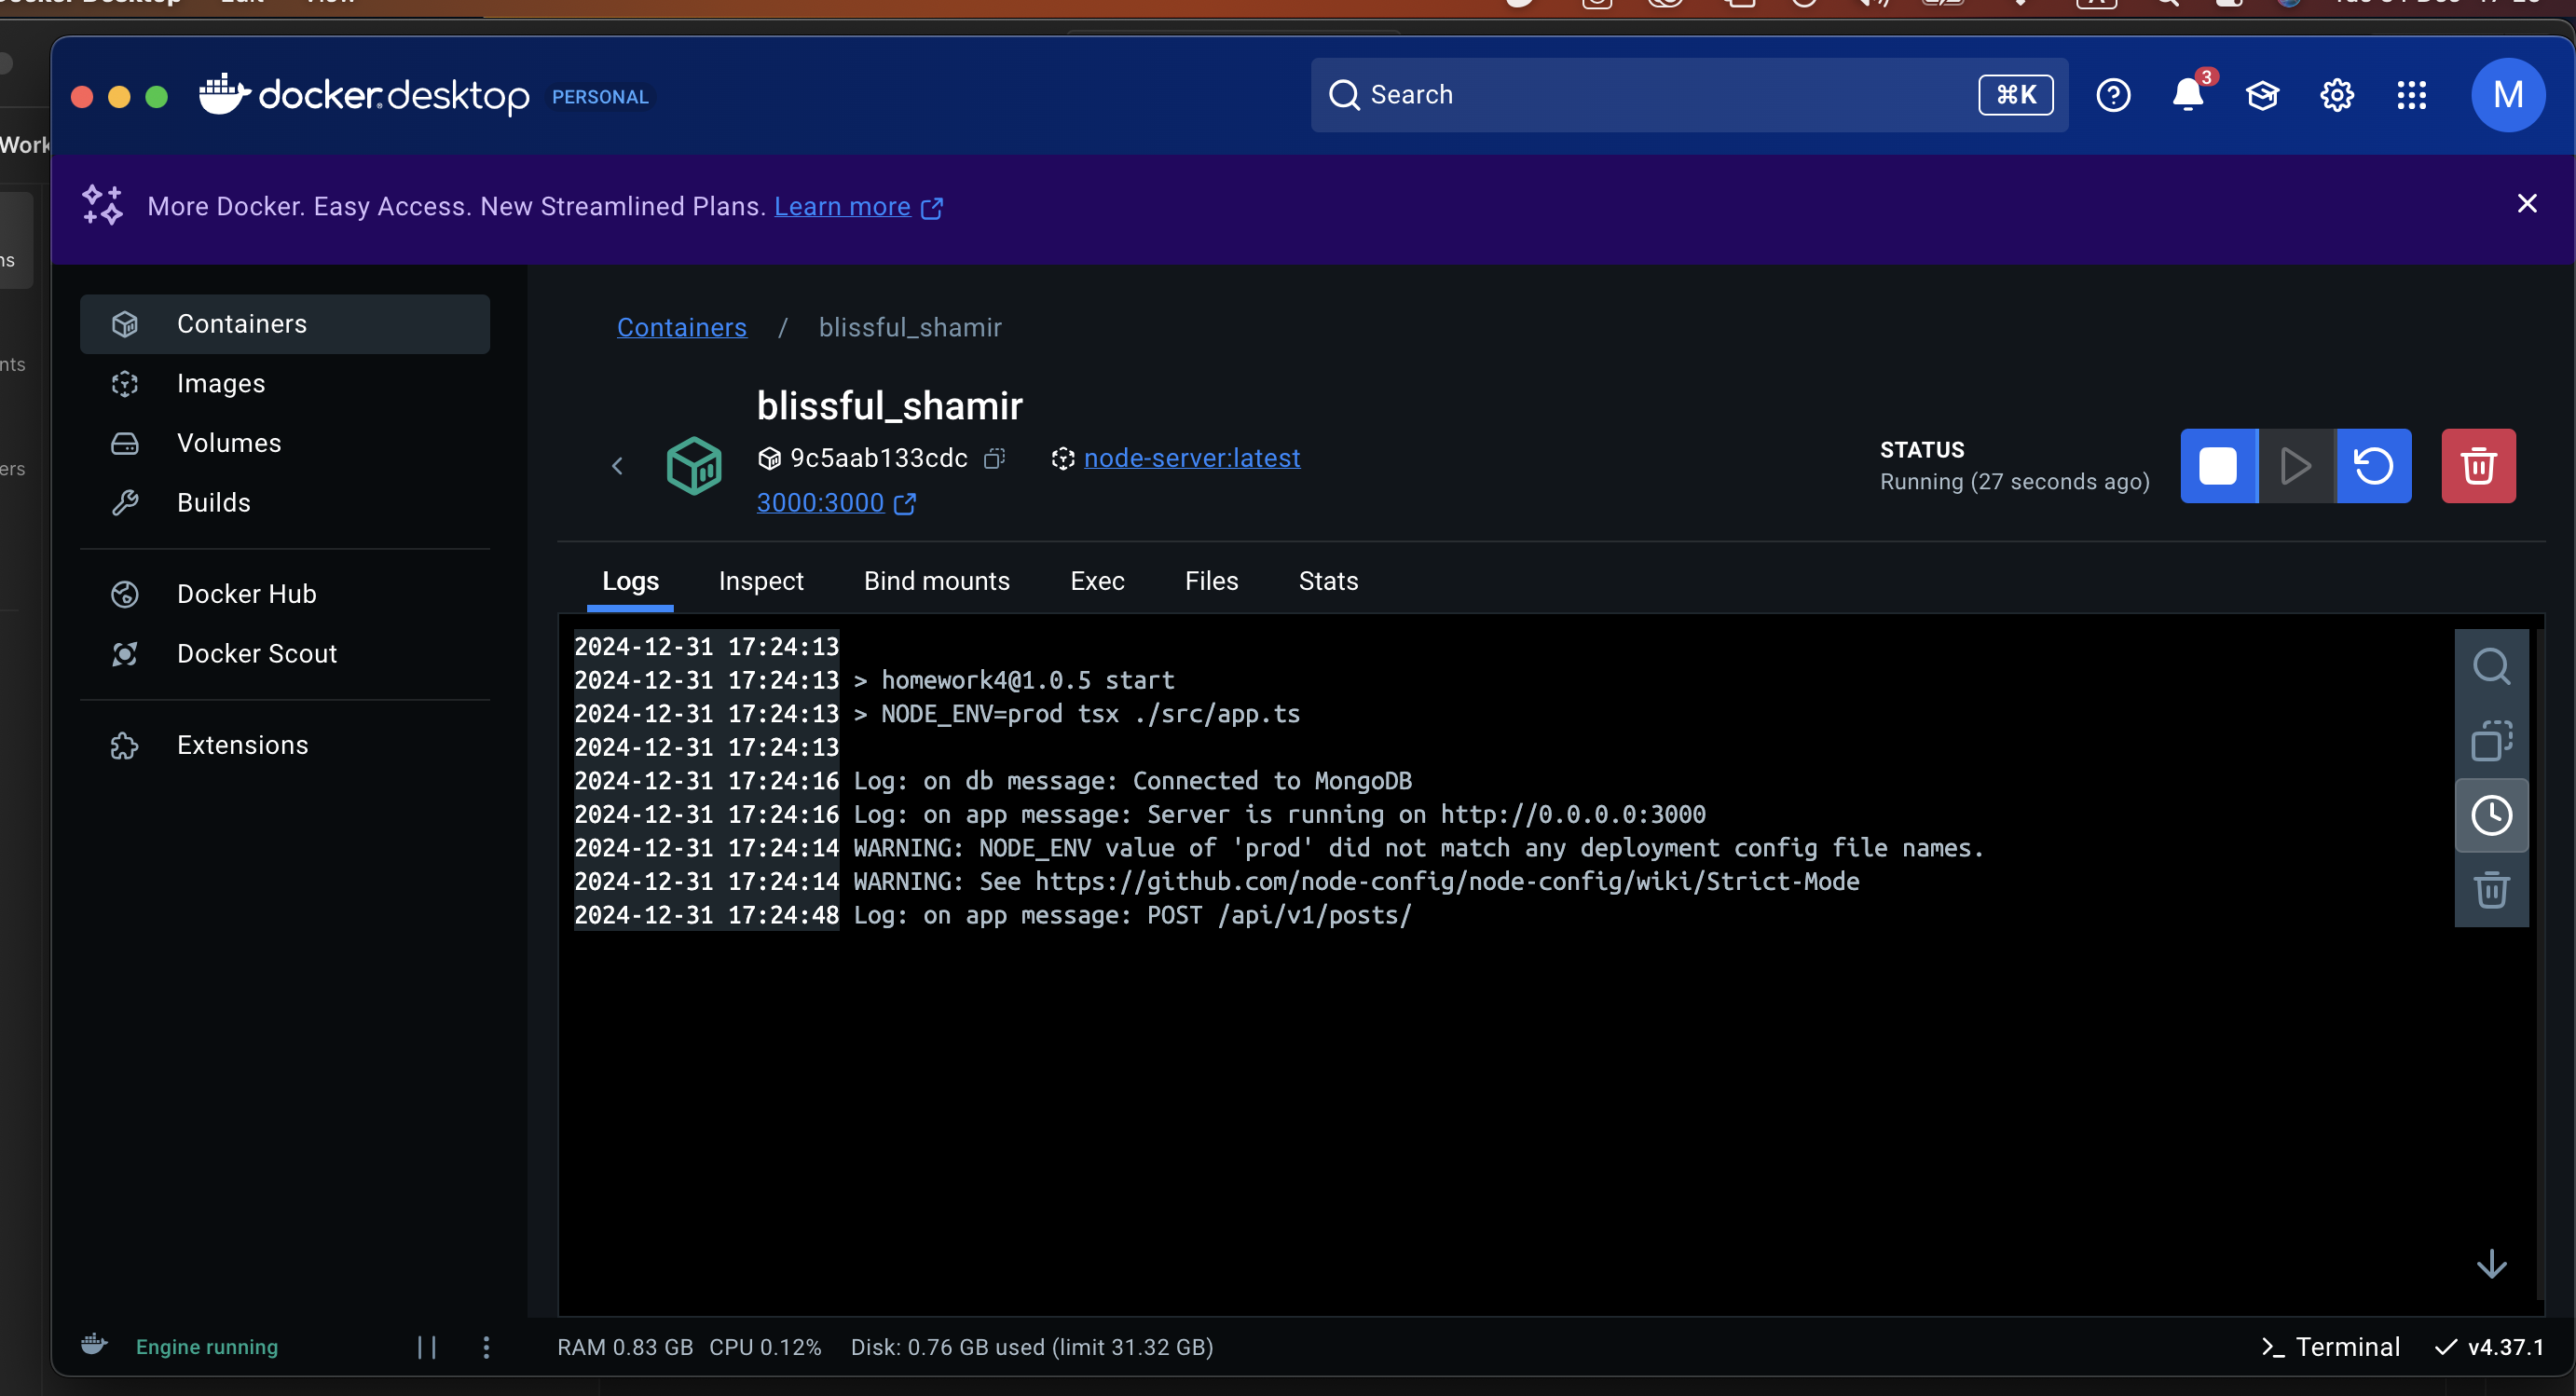 docker desktop PERSONAL
Search
⌘K
3
M
Work
More Docker. Easy Access. New Streamlined Plans. Learn more
Containers
Images
Volumes
Builds
Docker Hub
Docker Scout
Extensions
Containers / blissful_shamir
blissful_shamir
9c5aab133cdc
node-server:latest
3000:3000
STATUS
Running (27 seconds ago)
Logs
Inspect
Bind mounts
Exec
Files
Stats
2024-12-31 17:24:13
2024-12-31 17:24:13 > homework4@1.0.5 start
2024-12-31 17:24:13 > NODE_ENV=prod tsx ./src/app.ts
2024-12-31 17:24:13
2024-12-31 17:24:16 Log: on db message: Connected to MongoDB
2024-12-31 17:24:16 Log: on app message: Server is running on http://0.0.0.0:3000
2024-12-31 17:24:14 WARNING: NODE_ENV value of 'prod' did not match any deployment config file names.
2024-12-31 17:24:14 WARNING: See https://github.com/node-config/node-config/wiki/Strict-Mode
2024-12-31 17:24:48 Log: on app message: POST /api/v1/posts/
Engine running
RAM 0.83 GB CPU 0.12% Disk: 0.76 GB used (limit 31.32 GB)
Terminal
v4.37.1